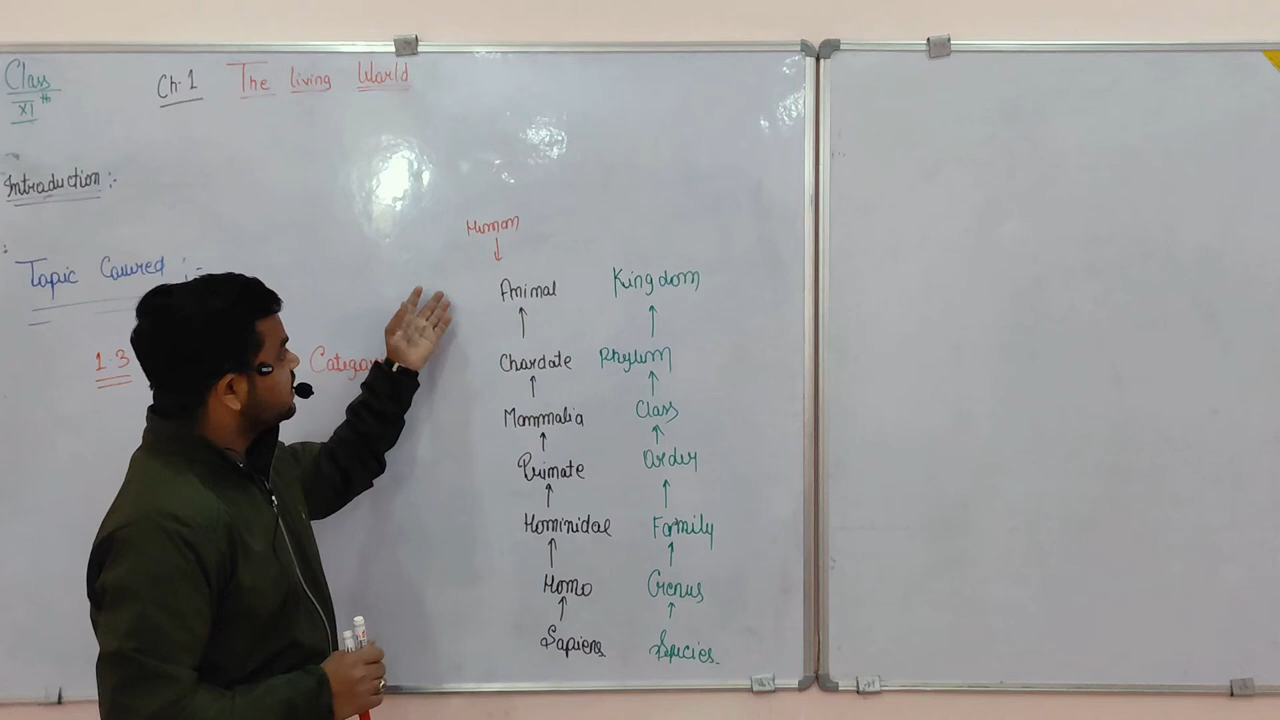 Class Ch.1 The living World
XIth
Intraduction :-
Topic Covered :-
Human
Animal Kingdom
1.3
Chordate Phylum
Mammalia Class
Primate Order
Hominidae Family
Homo Genus
Sapiens Species